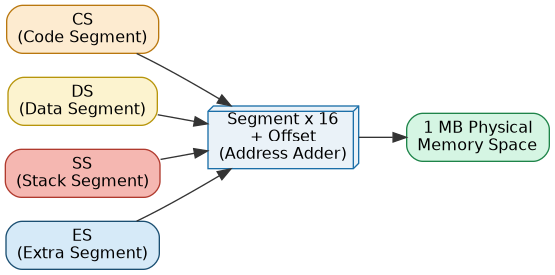 CS
(Code Segment)
DS
(Data Segment)
SS
(Stack Segment)
ES
(Extra Segment)
Segment x 16
+ Offset
(Address Adder)
1 MB Physical
Memory Space